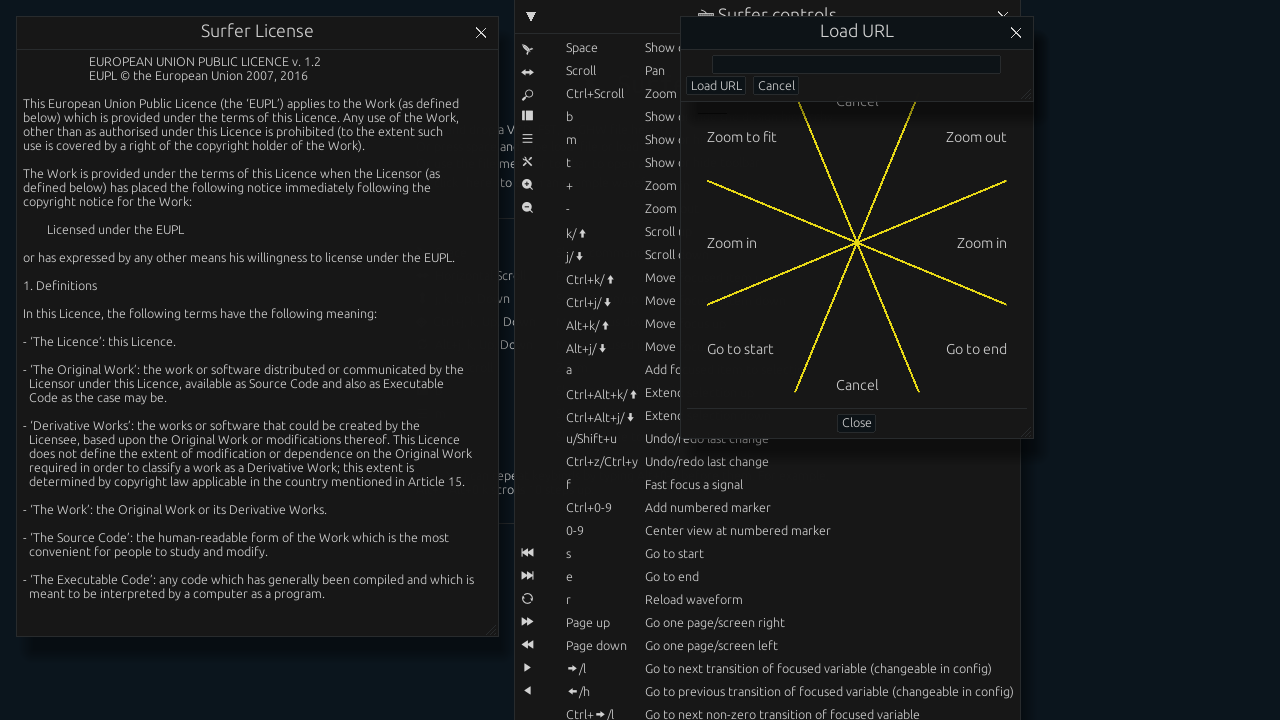 Surfer License
EUROPEAN UNION PUBLIC LICENCE v. 1.2
EUPL © the European Union 2007, 2016
This European Union Public Licence (the ‘EUPL’) applies to the Work (as defined
below) which is provided under the terms of this Licence. Any use of the Work,
other than as authorised under this Licence is prohibited (to the extent such
use is covered by a right of the copyright holder of the Work).
The Work is provided under the terms of this Licence when the Licensor (as
defined below) has placed the following notice immediately following the
copyright notice for the Work:
Licensed under the EUPL
or has expressed by any other means his willingness to license under the EUPL.
1. Definitions
In this Licence, the following terms have the following meaning:
- ‘The Licence’: this Licence.
- ‘The Original Work’: the work or software distributed or communicated by the
Licensor under this Licence, available as Source Code and also as Executable
Code as the case may be.
- ‘Derivative Works’: the works or software that could be created by the
Licensee, based upon the Original Work or modifications thereof. This Licence
does not define the extent of modification or dependence on the Original Work
required in order to classify a work as a Derivative Work; this extent is
determined by copyright law applicable in the country mentioned in Article 15.
- ‘The Work’: the Original Work or its Derivative Works.
- ‘The Source Code’: the human-readable form of the Work which is the most
convenient for people to study and modify.
- ‘The Executable Code’: any code which has generally been compiled and which is
meant to be interpreted by a computer as a program.
Surfer controls
Space Show
Scroll Pan
Ctrl+Scroll Zoom
b Show
m Show
t Show
+ Zoom
- Zoom
k/⬆ Scroll
j/⬇ Scroll
Ctrl+k/⬆ Move
Ctrl+j/⬇ Move
Alt+k/⬆ Move
Alt+j/⬇ Move
a Add
Ctrl+Alt+k/⬆ Extend
Ctrl+Alt+j/⬇ Extend
u/Shift+u Undo/redo last change
Ctrl+z/Ctrl+y Undo/redo last change
f Fast focus a signal
Ctrl+0-9 Add numbered marker
0-9 Center view at numbered marker
s Go to start
e Go to end
r Reload waveform
Page up Go one page/screen right
Page down Go one page/screen left
➡/l Go to next transition of focused variable (changeable in config)
⬅/h Go to previous transition of focused variable (changeable in config)
Ctrl+➡/l Go to next non-zero transition of focused variable
Load URL
Load URL Cancel
Cancel
Zoom to fit Zoom out
Zoom in Zoom in
Go to start Go to end
Cancel
Close